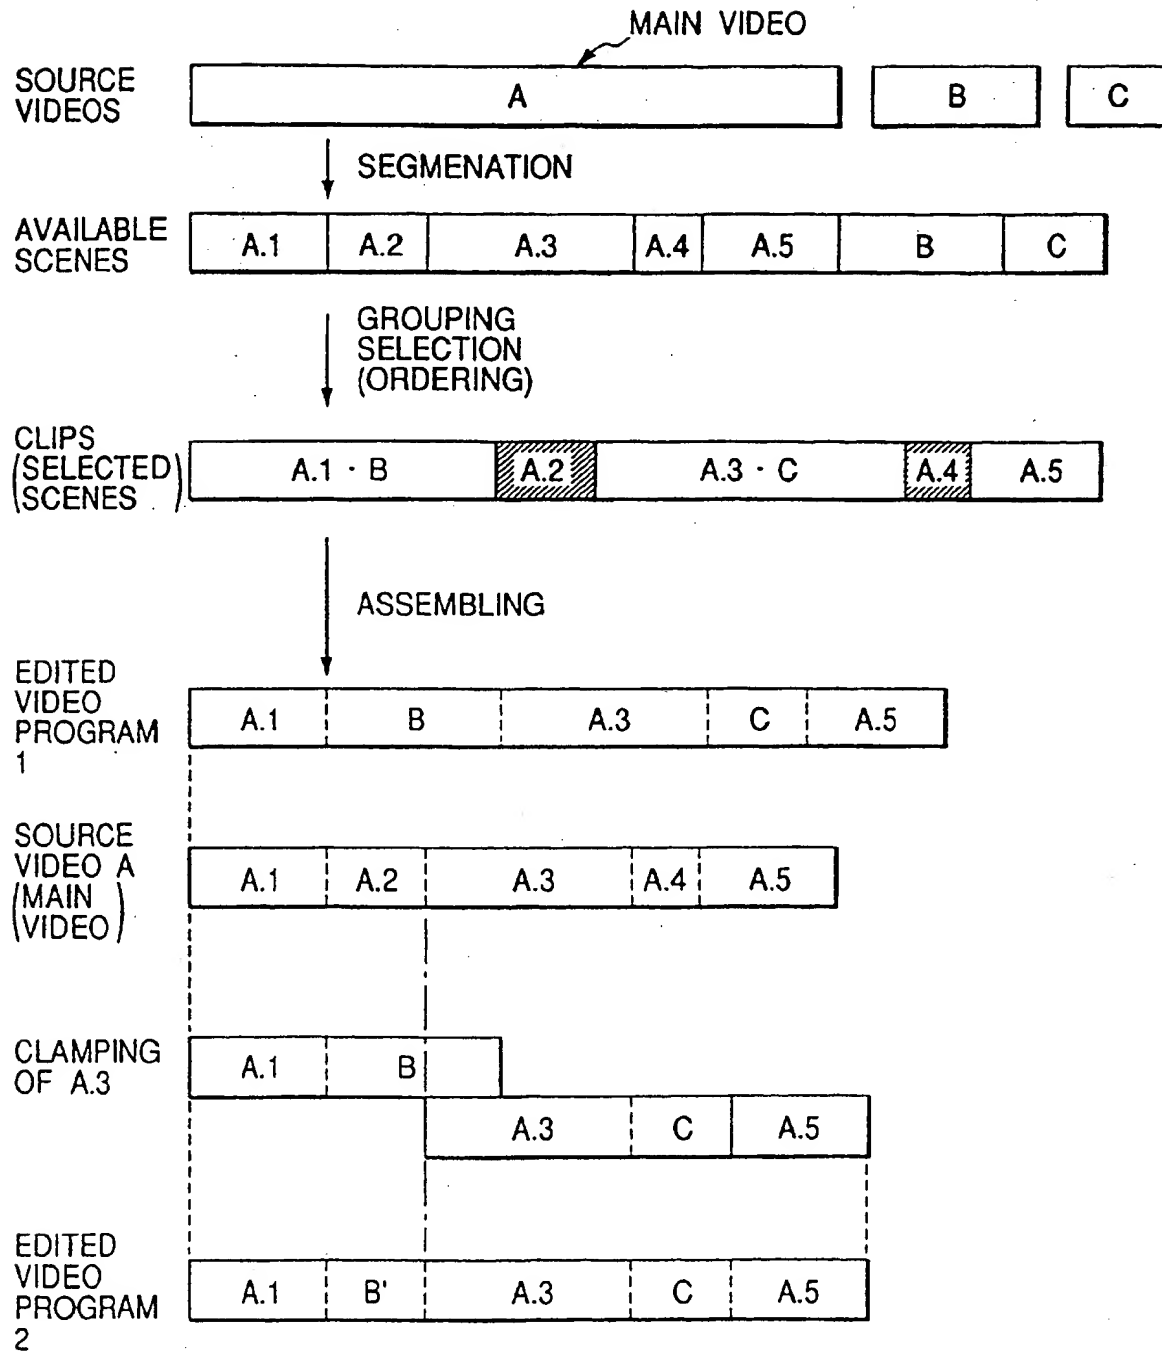 MAIN VIDEO
SOURCE
VIDEOS
A
B
C
SEGMENATION
AVAILABLE
SCENES
A.1 A.2 A.3 A.4 A.5 B C
GROUPING
SELECTION
(ORDERING)
CLIPS
(SELECTED)
SCENES
A.1 · B A.2 A.3 · C A.4 A.5
ASSEMBLING
EDITED
VIDEO
PROGRAM
1
A.1 B A.3 C A.5
SOURCE
VIDEO A
(MAIN
VIDEO)
A.1 A.2 A.3 A.4 A.5
CLAMPING
OF A.3
A.1 B
A.3 C A.5
EDITED
VIDEO
PROGRAM
2
A.1 B' A.3 C A.5